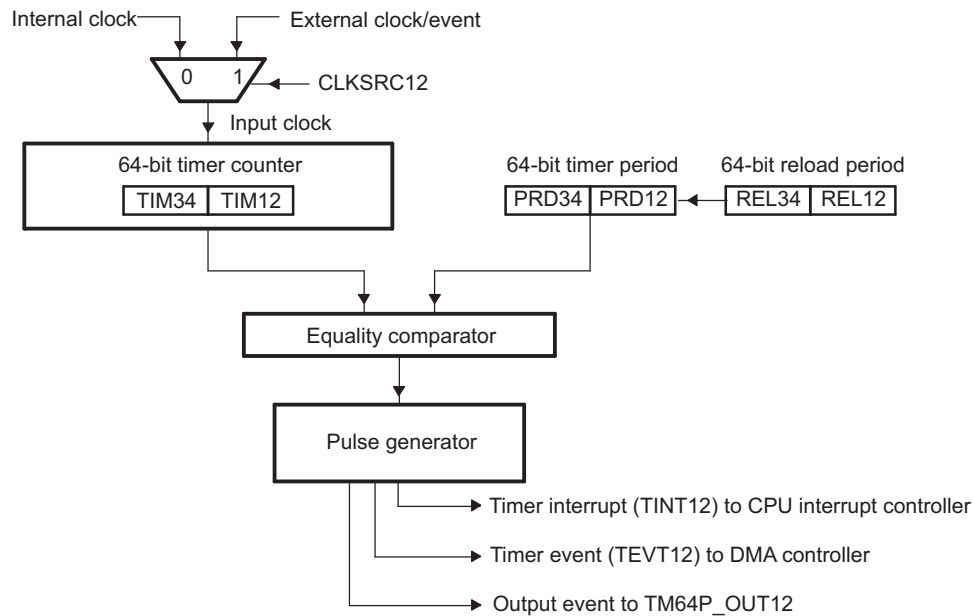 Internal clock
External clock/event
0 1
CLKSRC12
Input clock
64-bit timer counter
TIM34 TIM12
64-bit timer period
PRD34 PRD12
64-bit reload period
REL34 REL12
Equality comparator
Pulse generator
Timer interrupt (TINT12) to CPU interrupt controller
Timer event (TEVT12) to DMA controller
Output event to TM64P_OUT12